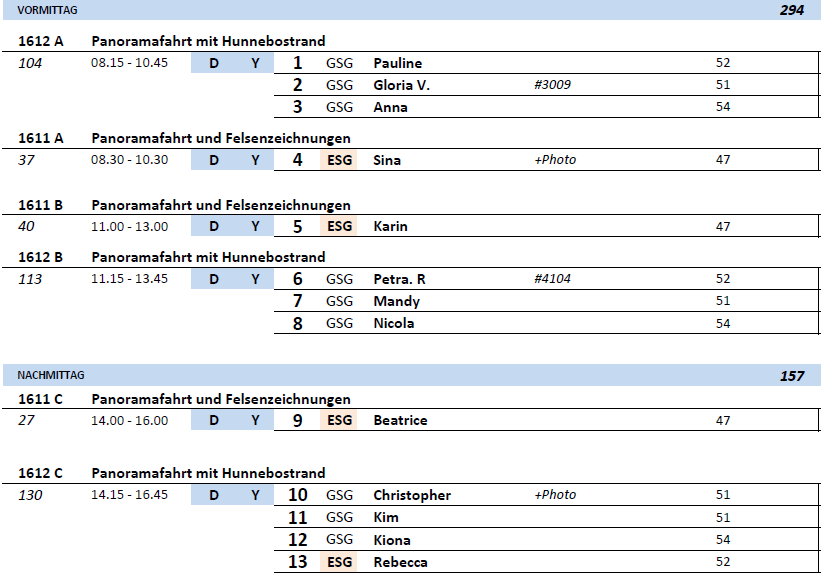 VORMITTAG 294
1612 A Panoramafahrt mit Hunnebostrand
104 08.15 - 10.45 D Y 1 GSG Pauline 52
2 GSG Gloria V. #3009 51
3 GSG Anna 54
1611 A Panoramafahrt und Felsenzeichnungen
37 08.30 - 10.30 D Y 4 ESG Sina +Photo 47
1611 B Panoramafahrt und Felsenzeichnungen
40 11.00 - 13.00 D Y 5 ESG Karin 47
1612 B Panoramafahrt mit Hunnebostrand
113 11.15 - 13.45 D Y 6 GSG Petra. R #4104 52
7 GSG Mandy 51
8 GSG Nicola 54
NACHMITTAG 157
1611 C Panoramafahrt und Felsenzeichnungen
27 14.00 - 16.00 D Y 9 ESG Beatrice 47
1612 C Panoramafahrt mit Hunnebostrand
130 14.15 - 16.45 D Y 10 GSG Christopher +Photo 51
11 GSG Kim 51
12 GSG Kiona 54
13 ESG Rebecca 52